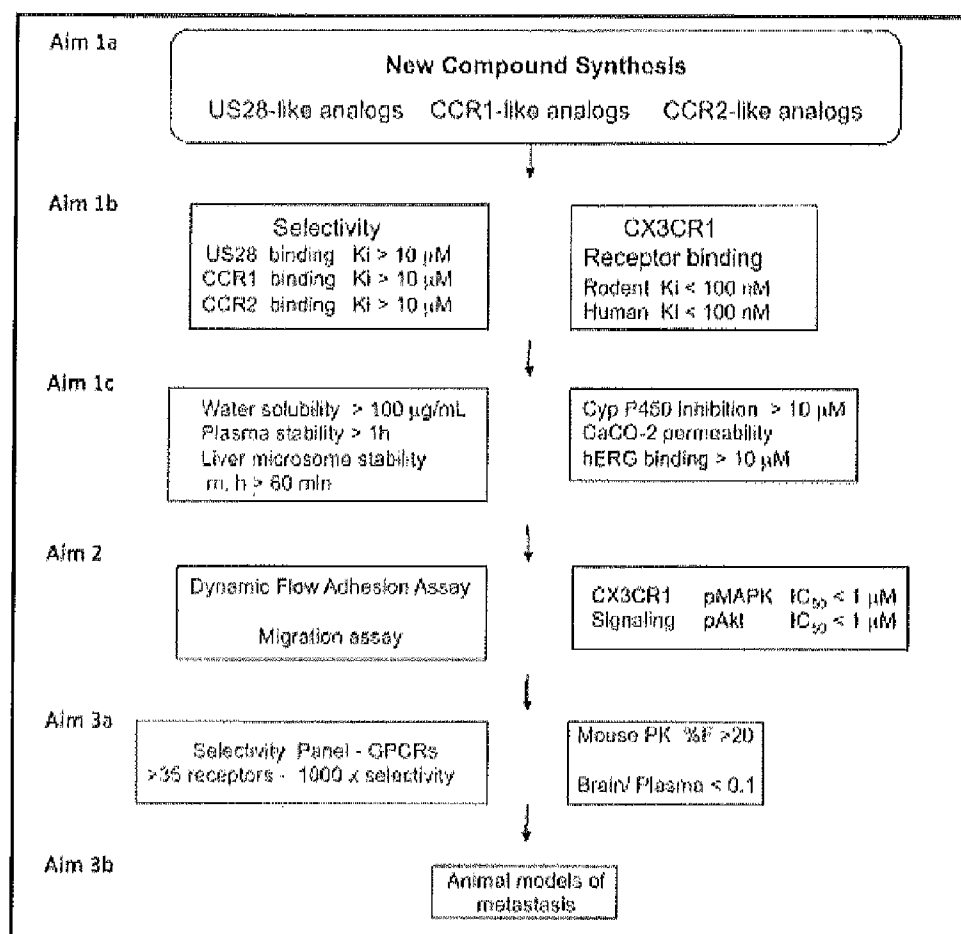 Aim 1a
New Compound Synthesis
US28-like analogs CCR1-like analogs CCR2-like analogs
Aim 1b
Selectivity
US28 binding Ki > 10 µM
CCR1 binding Ki > 10 µM
CCR2 binding Ki > 10 µM
CX3CR1
Receptor binding
Rodent Ki < 100 nM
Human Ki < 100 nM
Aim 1c
Water solubility > 100 µg/mL
Plasma stability > 1h
Liver microsome stability
m, h > 60 min
Cyp P450 Inhibition > 10 µM
CaCO-2 permeability
hERG binding > 10 µM
Aim 2
Dynamic Flow Adhesion Assay
Migration assay
CX3CR1 pMAPK IC50 < 1 µM
Signaling pAkt IC50 < 1 µM
Aim 3a
Selectivity Panel - GPCRs
>35 receptors - 1000 x selectivity
Mouse PK %F >20
Brain/ Plasma < 0.1
Aim 3b
Animal models of
metastasis